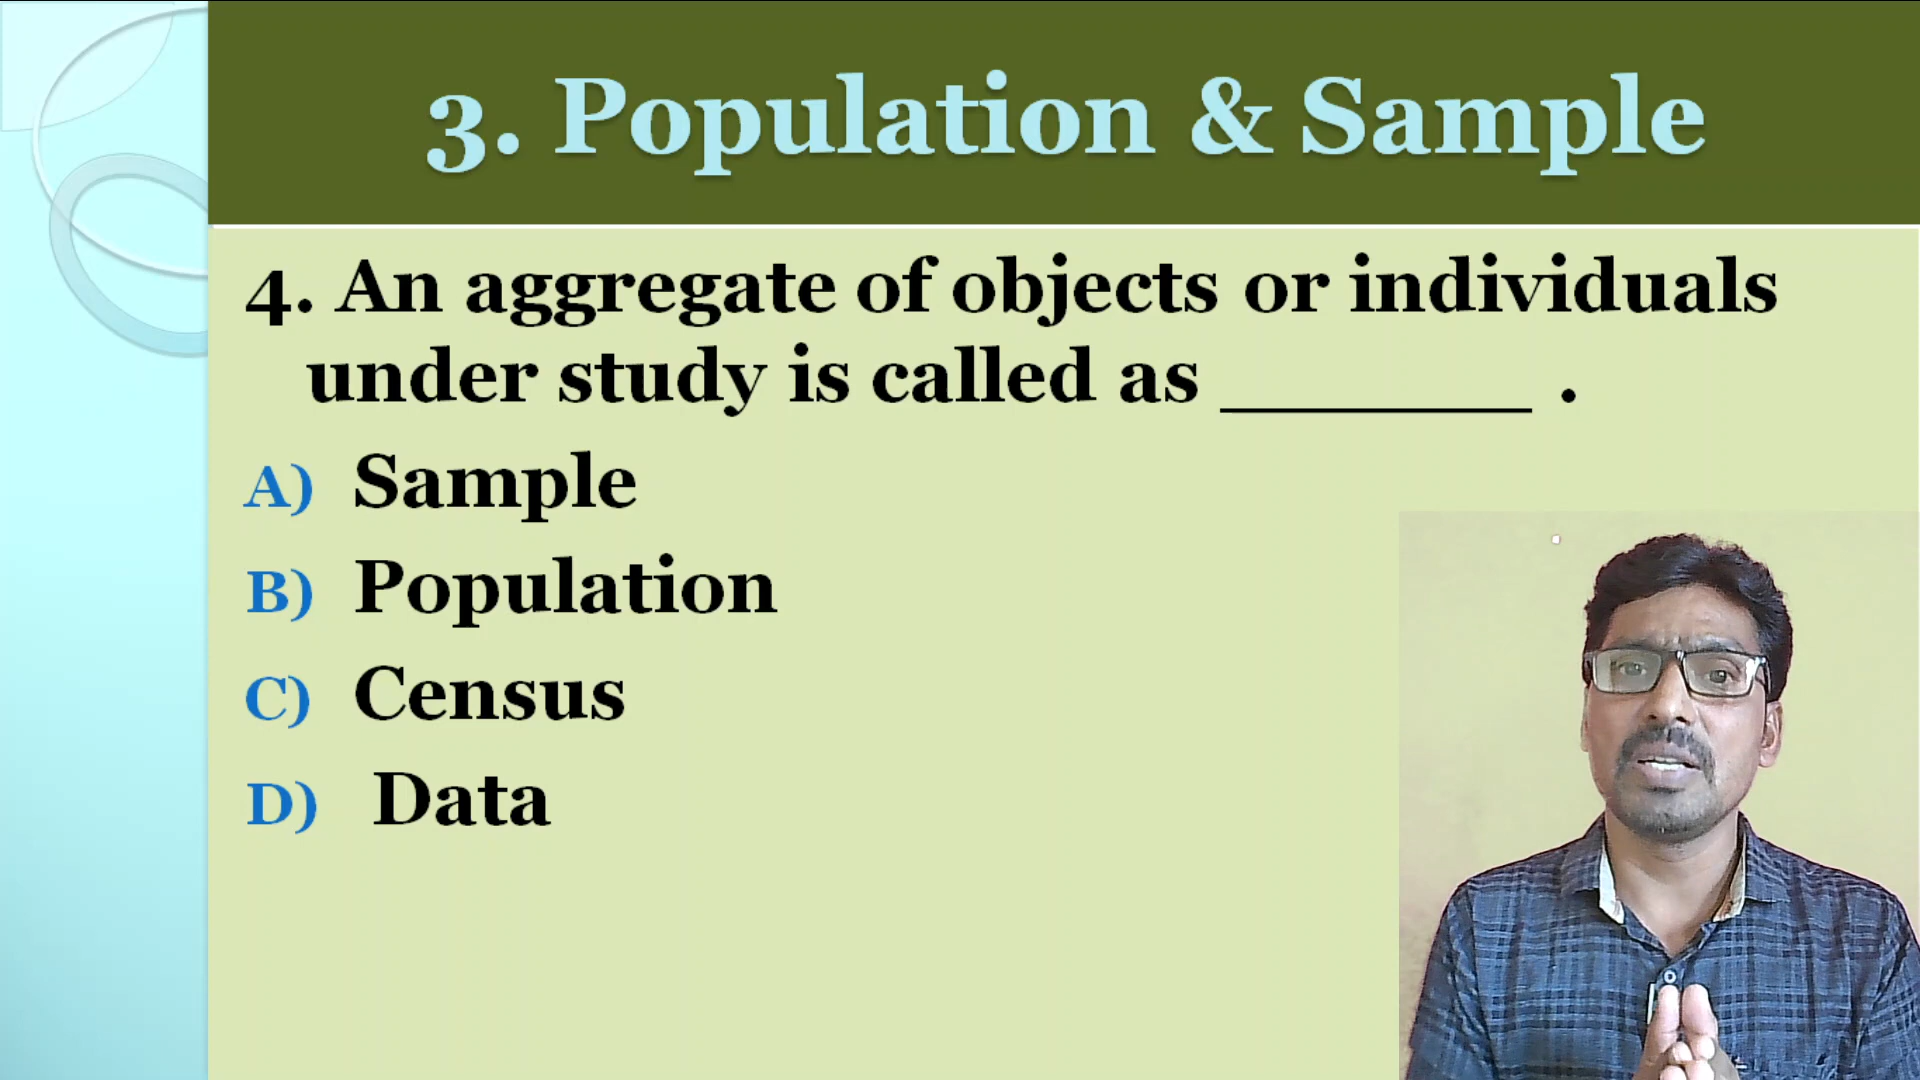 3. Population & Sample
4. An aggregate of objects or individuals
under study is called as ______ .
A) Sample
B) Population
C) Census
D) Data